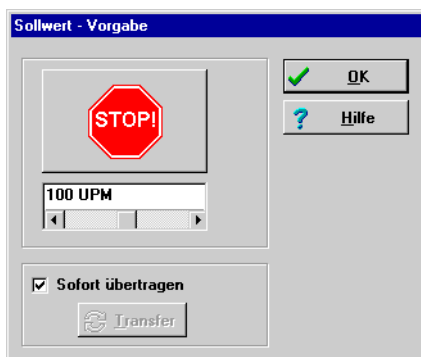 Sollwert - Vorgabe
STOP!
OK
Hilfe
100 UPM
Sofort übertragen
Transfer